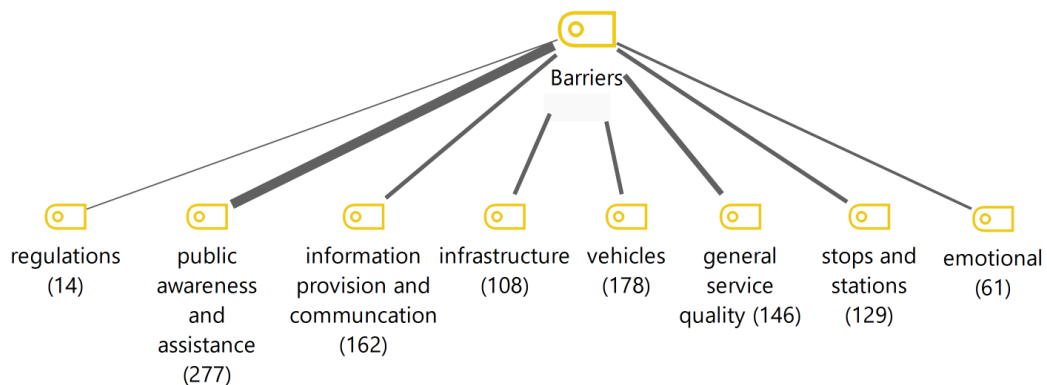 Barriers
regulations
(14)
public
awareness
and
assistance
(277)
information
provision and
communcation
(162)
infrastructure
(108)
vehicles
(178)
general
service
quality (146)
stops and
stations
(129)
emotional
(61)